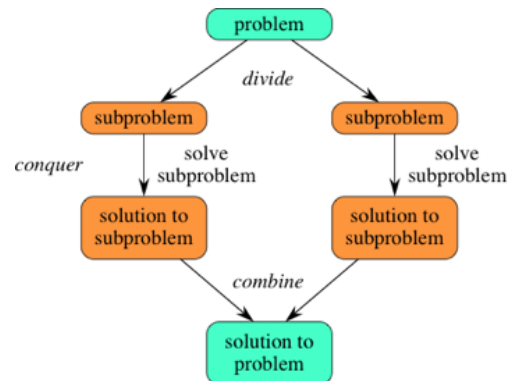 problem
divide
subproblem
subproblem
conquer
solve
subproblem
solve
subproblem
solution to
subproblem
solution to
subproblem
combine
solution to
problem